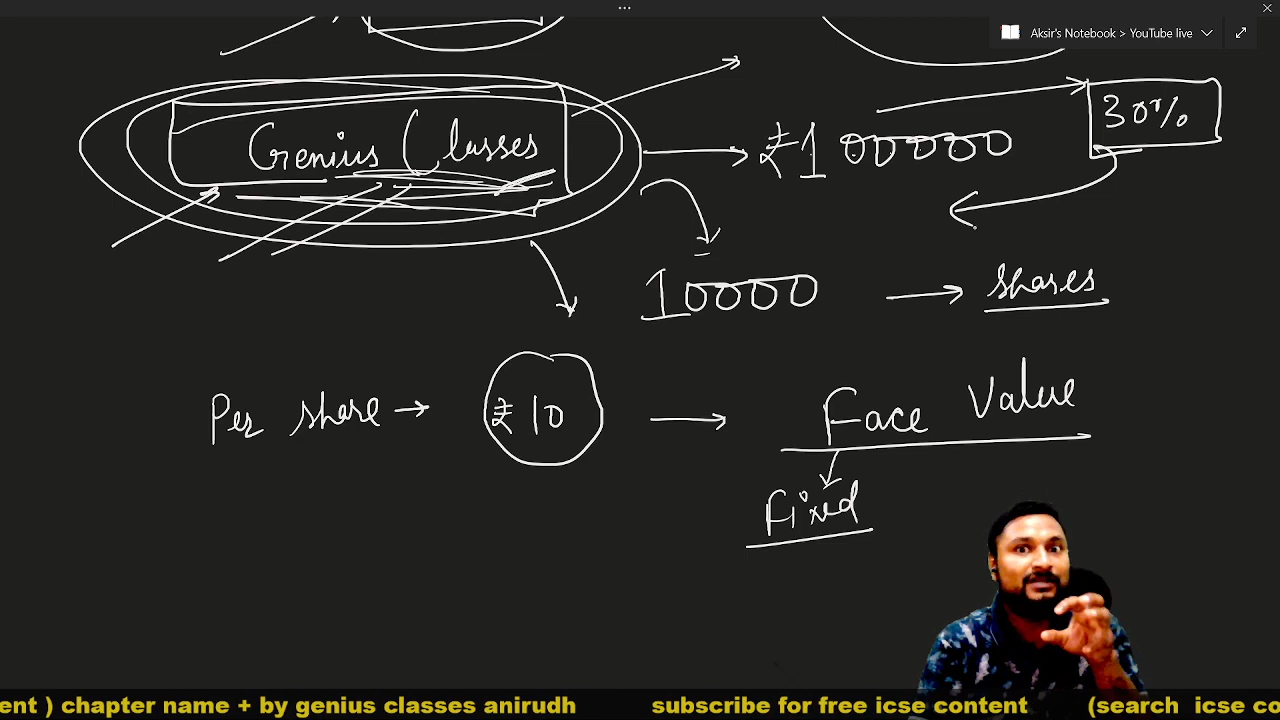 Aksir's Notebook > YouTube live
30%
Genius Classes
₹1 00000
10000
shares
Per share → ₹10
Face Value
Fixed
ent ) chapter name + by genius classes anirudh subscribe for free icse content (search icse co